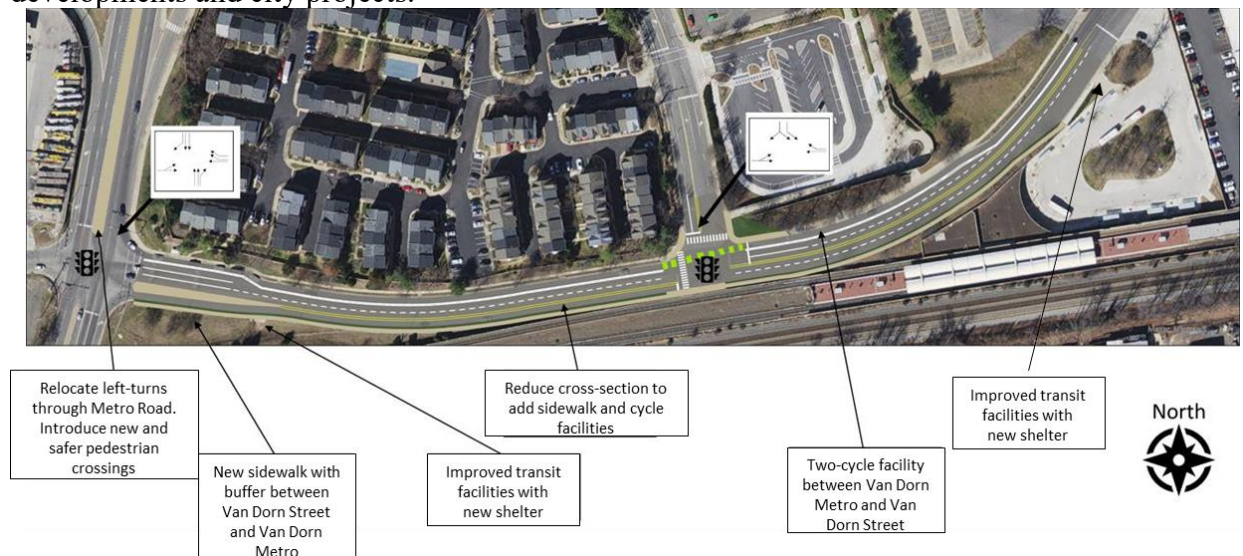 developments and city projects.
Relocate left-turns
through Metro Road.
Introduce new and
safer pedestrian
crossings
New sidewalk with
buffer between
Van Dorn Street
and Van Dorn
Metro
Improved transit
facilities with
new shelter
Reduce cross-section to
add sidewalk and cycle
facilities
Two-cycle facility
between Van Dorn
Metro and Van
Dorn Street
Improved transit
facilities with
new shelter
North